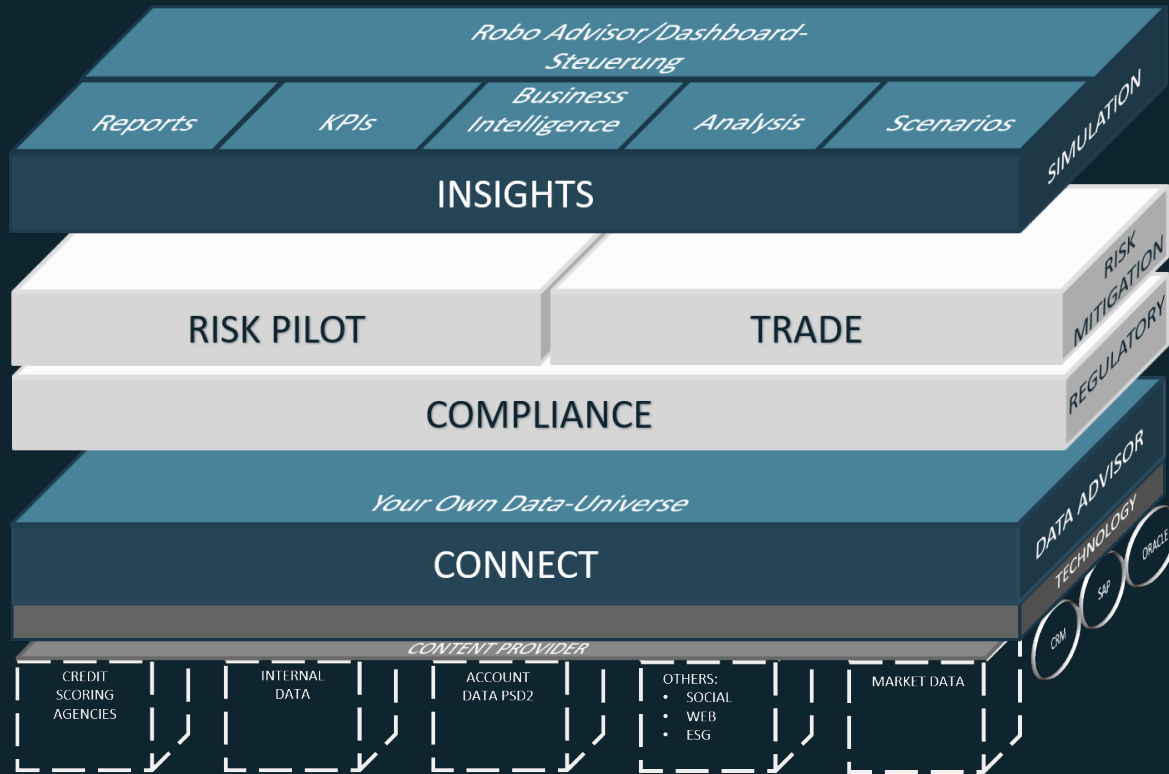 Robo Advisor/Dashboard-
Steuerung
Reports
KPIs
Business
Intelligence
Analysis
Scenarios
INSIGHTS
SIMULATION
RISK PILOT
TRADE
RISK
MITIGATION
COMPLIANCE
REGULATORY
Your Own Data-Universe
CONNECT
DATA ADVISOR
TECHNOLOGY
CRM
SAP
ORACLE
CONTENT PROVIDER
CREDIT
SCORING
AGENCIES
INTERNAL
DATA
ACCOUNT
DATA PSD2
OTHERS:
• SOCIAL
• WEB
• ESG
MARKET DATA